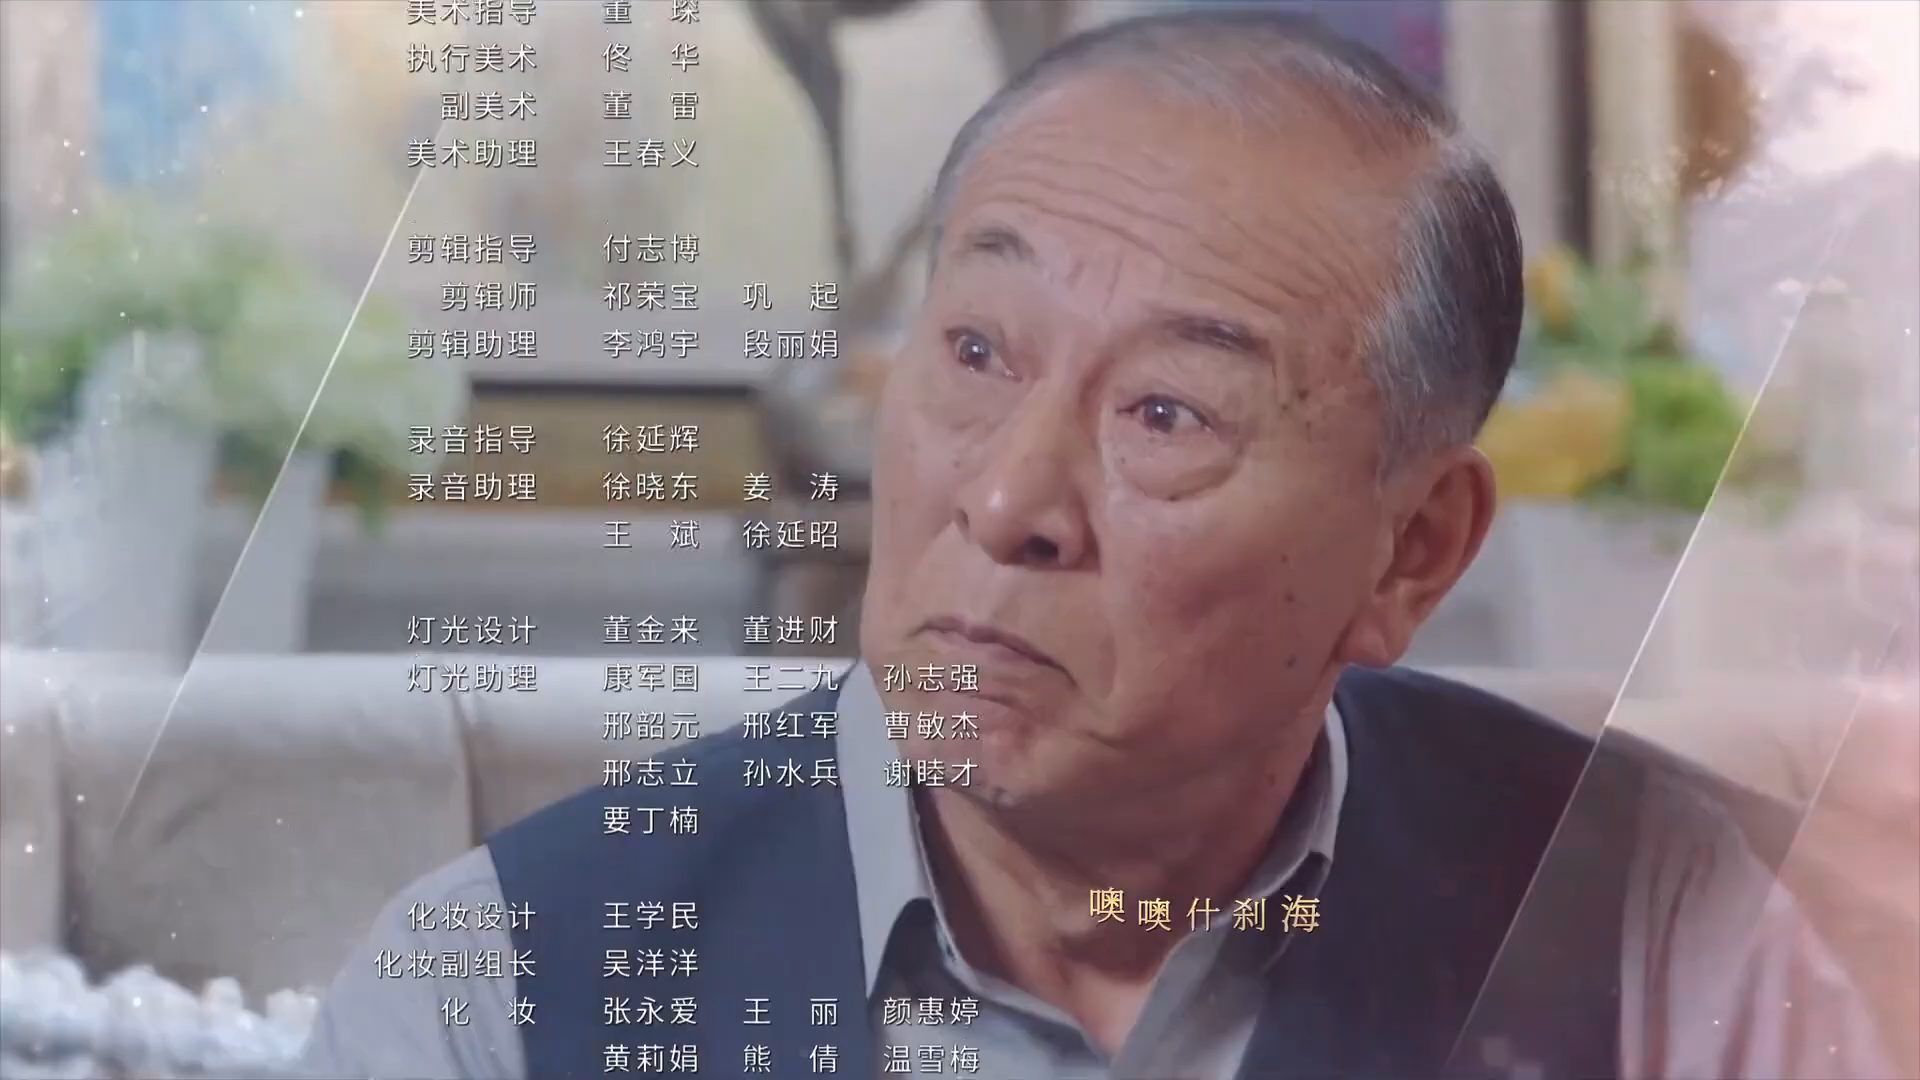 美术指导 董琛
执行美术 佟华
副美术 董雷
美术助理 王春义
剪辑指导 付志博
剪辑师 祁荣宝 巩起
剪辑助理 李鸿宇 段丽娟
录音指导 徐延辉
录音助理 徐晓东 姜涛
王斌 徐延昭
灯光设计 董金来 董进财
灯光助理 康军国 王二九 孙志强
邢韶元 邢红军 曹敏杰
邢志立 孙水兵 谢睦才
要丁楠
化妆设计 王学民
化妆副组长 吴洋洋
化妆 张永爱 王丽 颜惠婷
黄莉娟 熊倩 温雪梅
噢噢什刹海